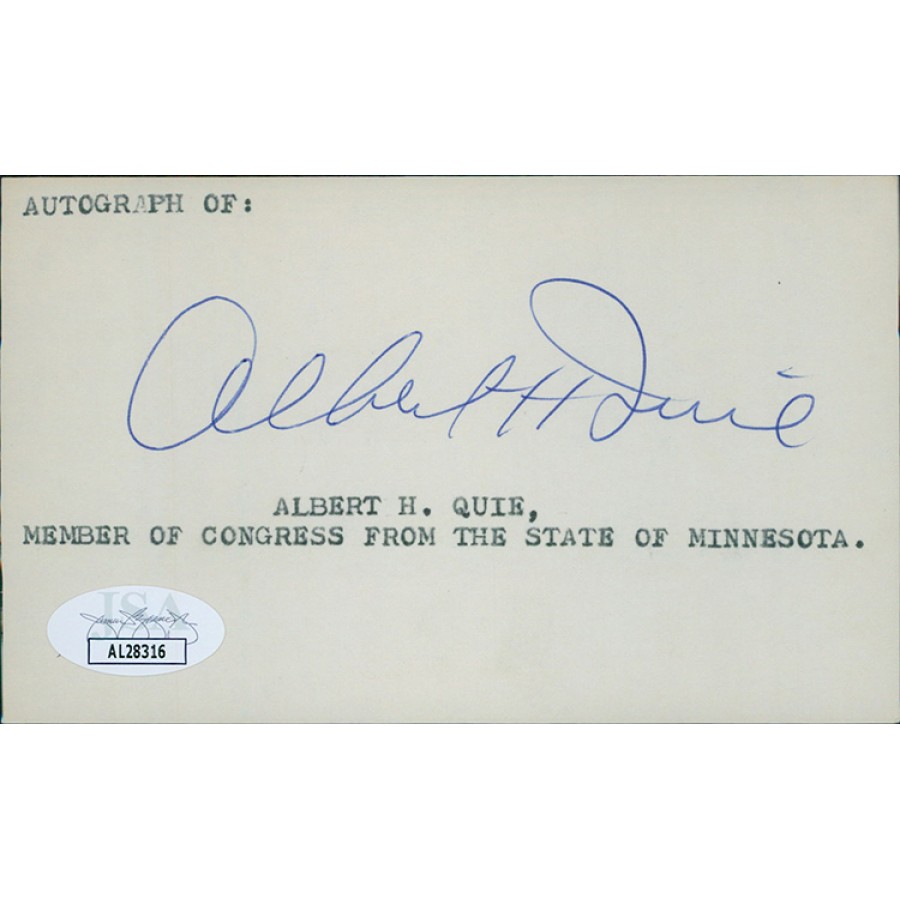 AUTOGRAPH OF:
Albert H Quie
ALBERT H. QUIE,
MEMBER OF CONGRESS FROM THE STATE OF MINNESOTA.
JSA
AL28316